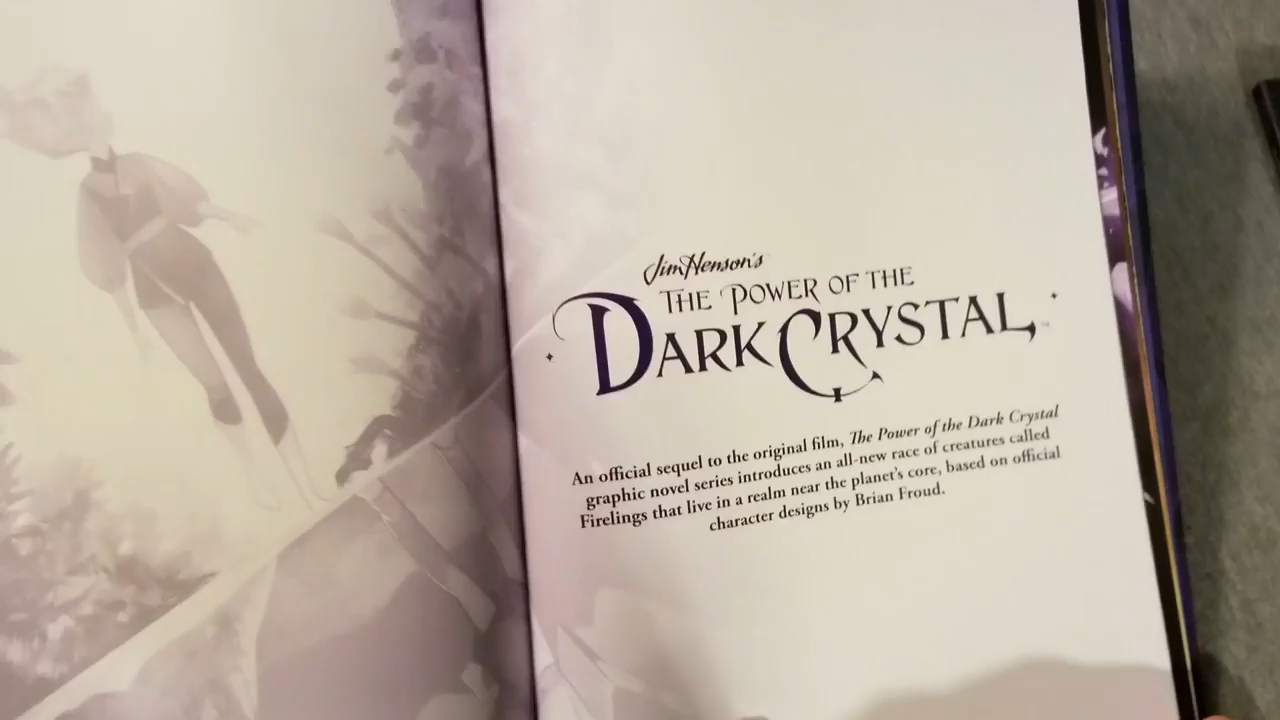 Jim Henson's
THE POWER OF THE
DARK CRYSTAL
™
An official sequel to the original film, The Power of the Dark Crystal
graphic novel series introduces an all-new race of creatures called
Firelings that live in a realm near the planet's core, based on official
character designs by Brian Froud.